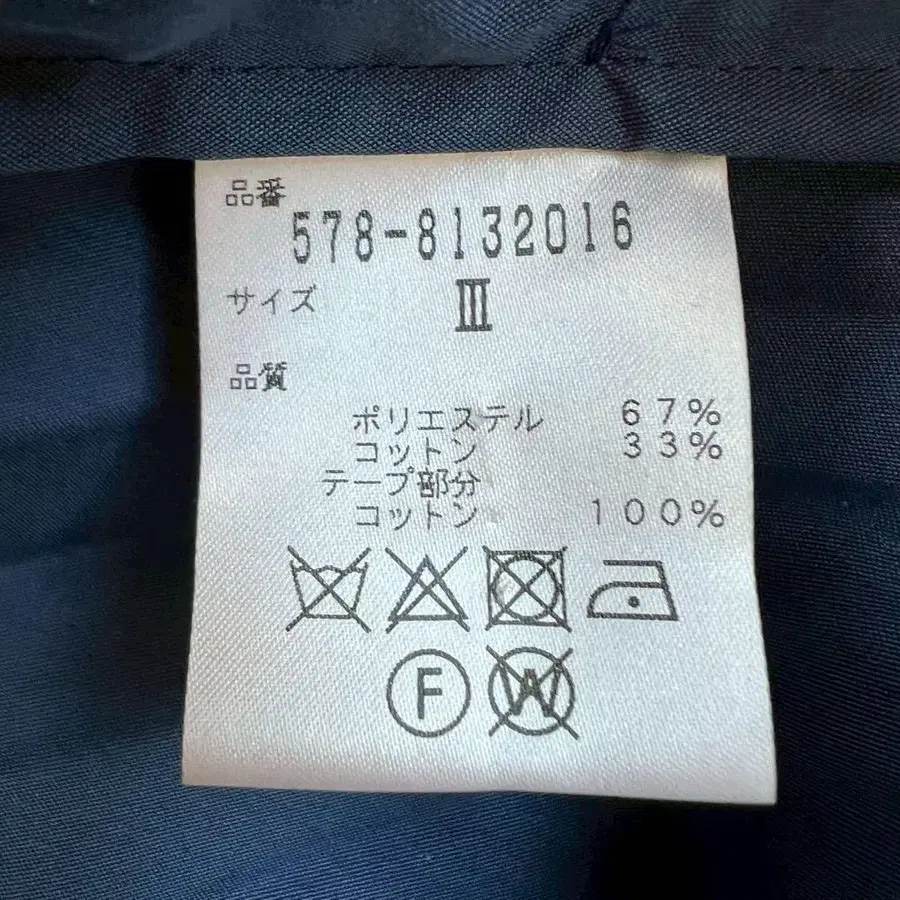 品番
578-8132016
サイズ Ⅲ
品質
ポリエステル 67%
コットン 33%
テープ部分
コットン 100%
F W